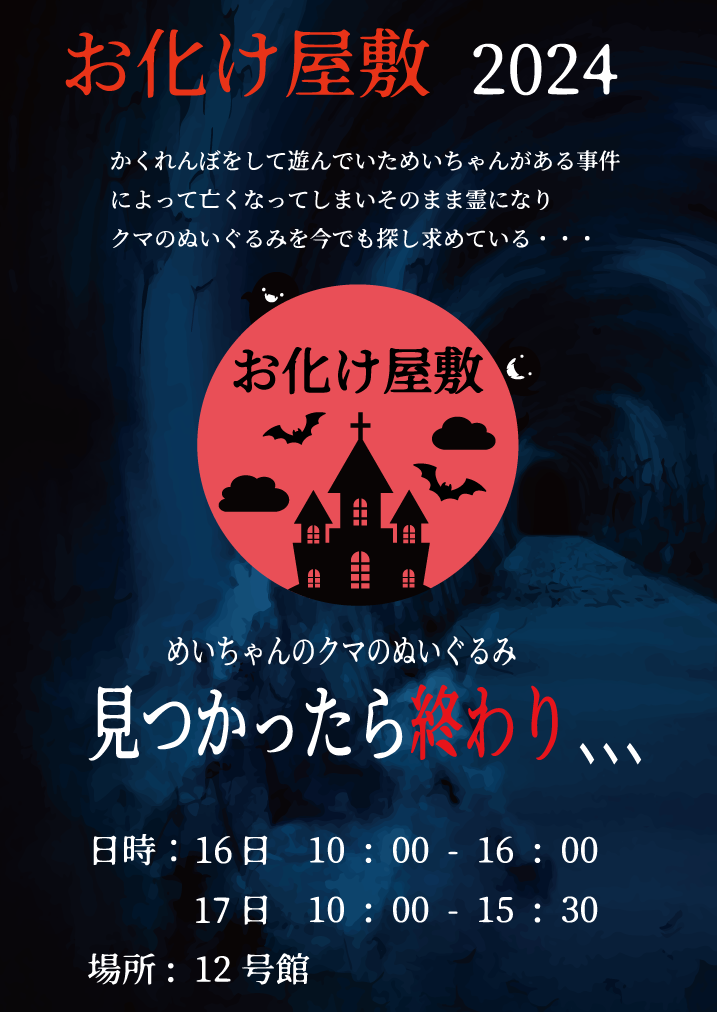 お化け屋敷 2024
かくれんぼをして遊んでいためいちゃんがある事件
によって亡くなってしまいそのまま霊になり
クマのぬいぐるみを今でも探し求めている・・・
お化け屋敷
めいちゃんのクマのぬいぐるみ
見つかったら終わり、、、
日時：16日　10：00 - 16：00
17日　10：00 - 15：30
場所：12号館